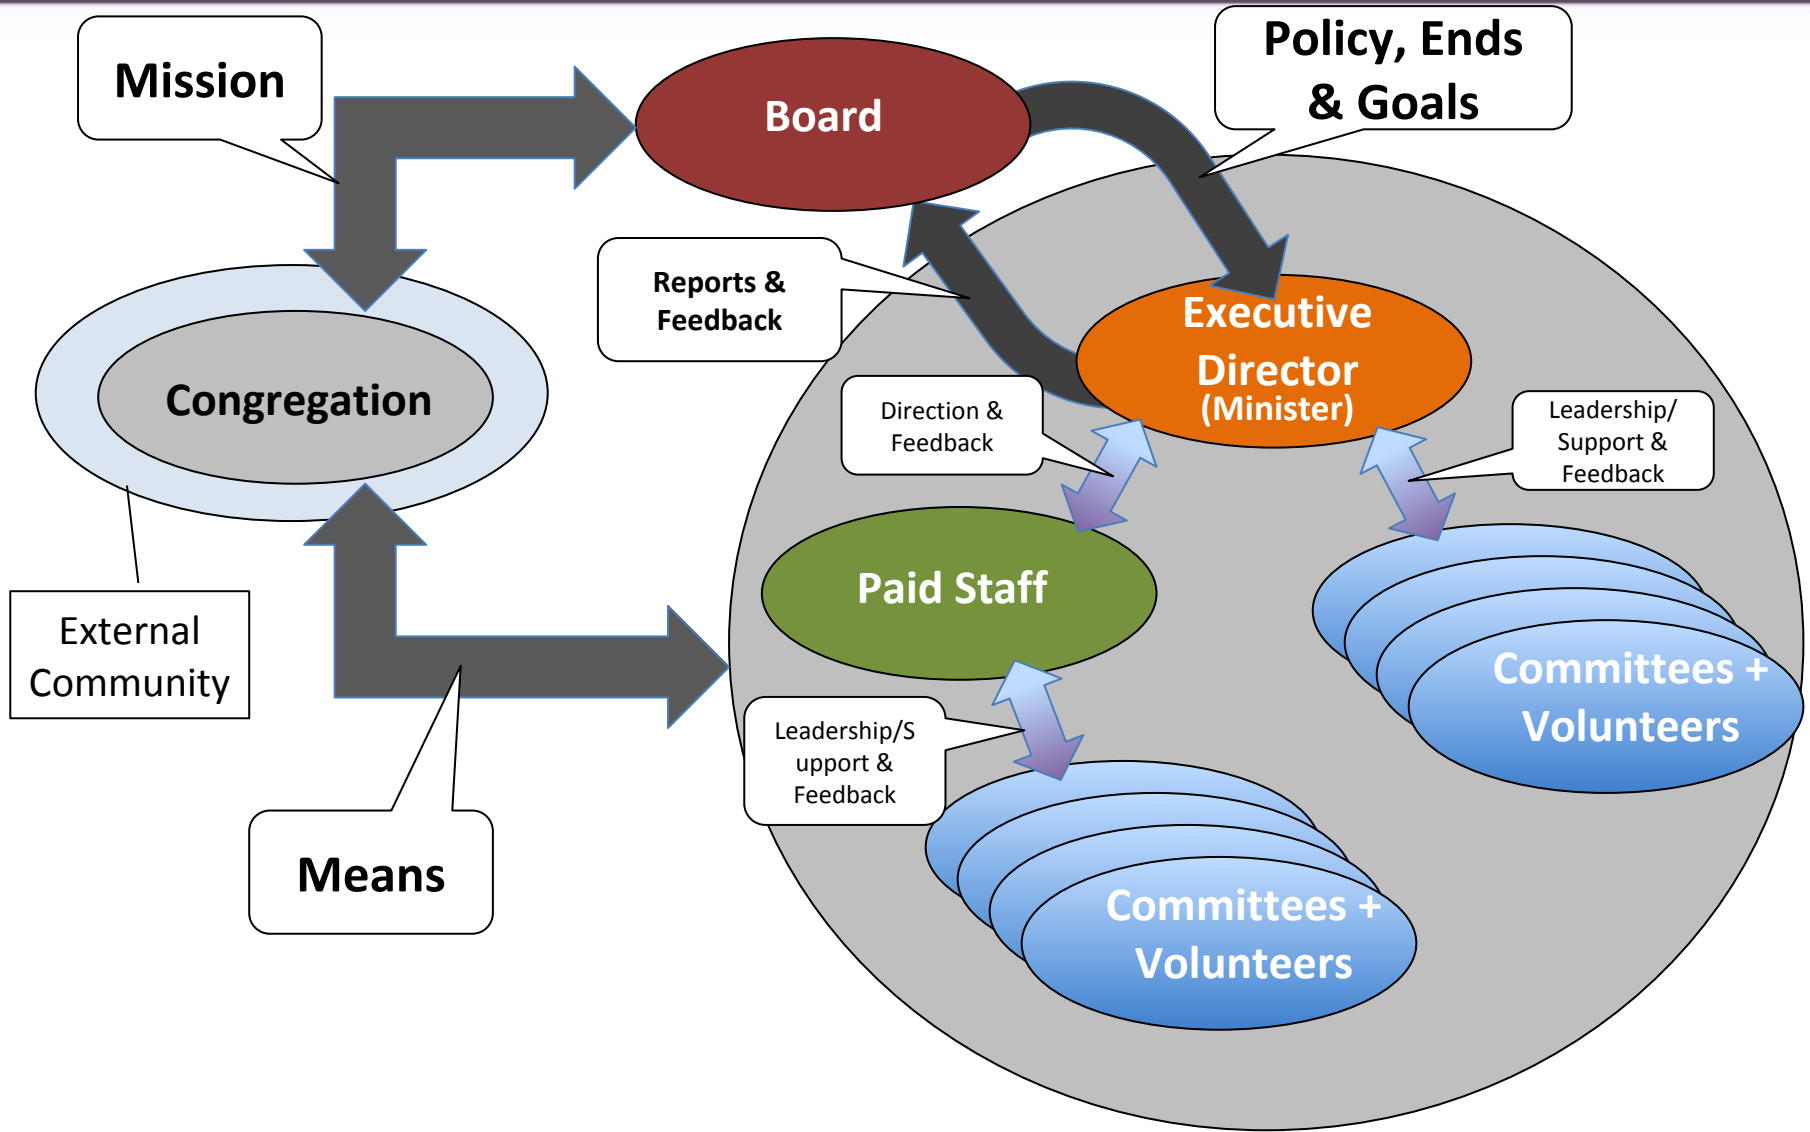 Mission
Board
Policy, Ends
& Goals
Reports &
Feedback
Executive
Director
(Minister)
Congregation
Direction &
Feedback
Leadership/
Support &
Feedback
Paid Staff
External
Community
Committees +
Volunteers
Leadership/S
upport &
Feedback
Means
Committees +
Volunteers